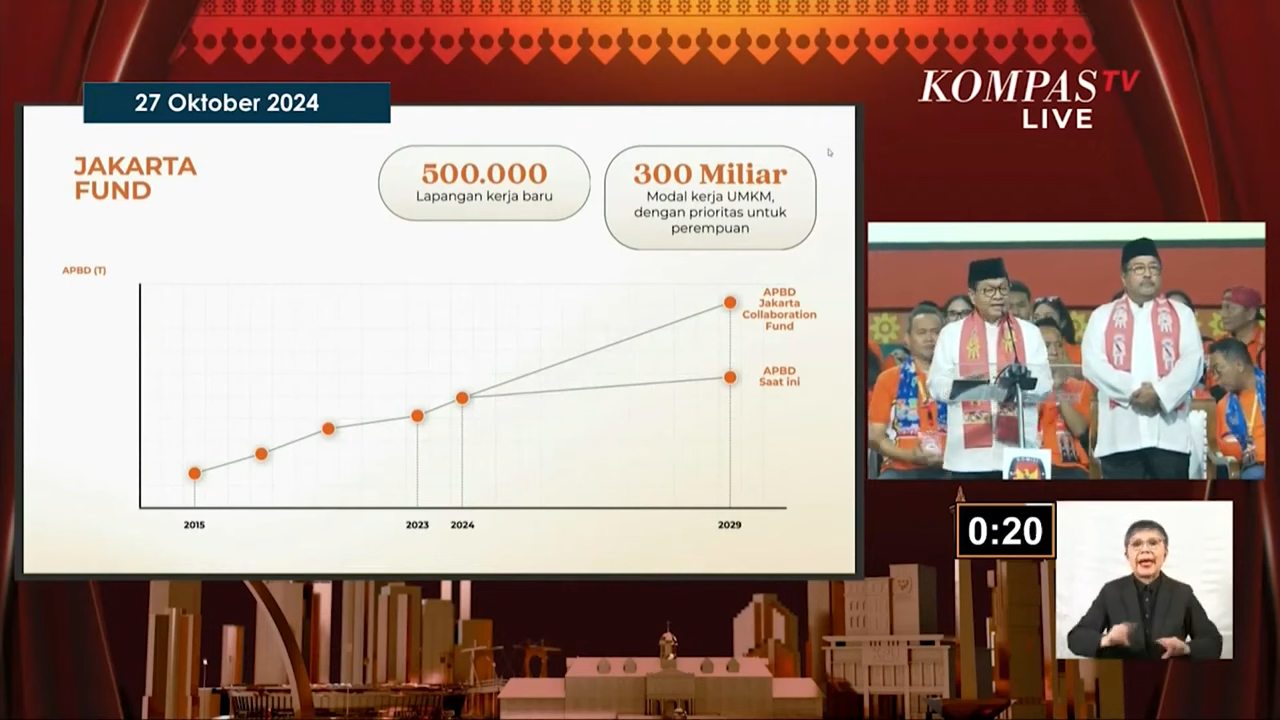 27 Oktober 2024
KOMPAS TV
LIVE
JAKARTA
FUND
500.000
Lapangan kerja baru
300 Miliar
Modal kerja UMKM,
dengan prioritas untuk
perempuan
APBD (T)
APBD
Jakarta
Collaboration
Fund
APBD
Saat ini
2015
2023
2024
2029
0:20